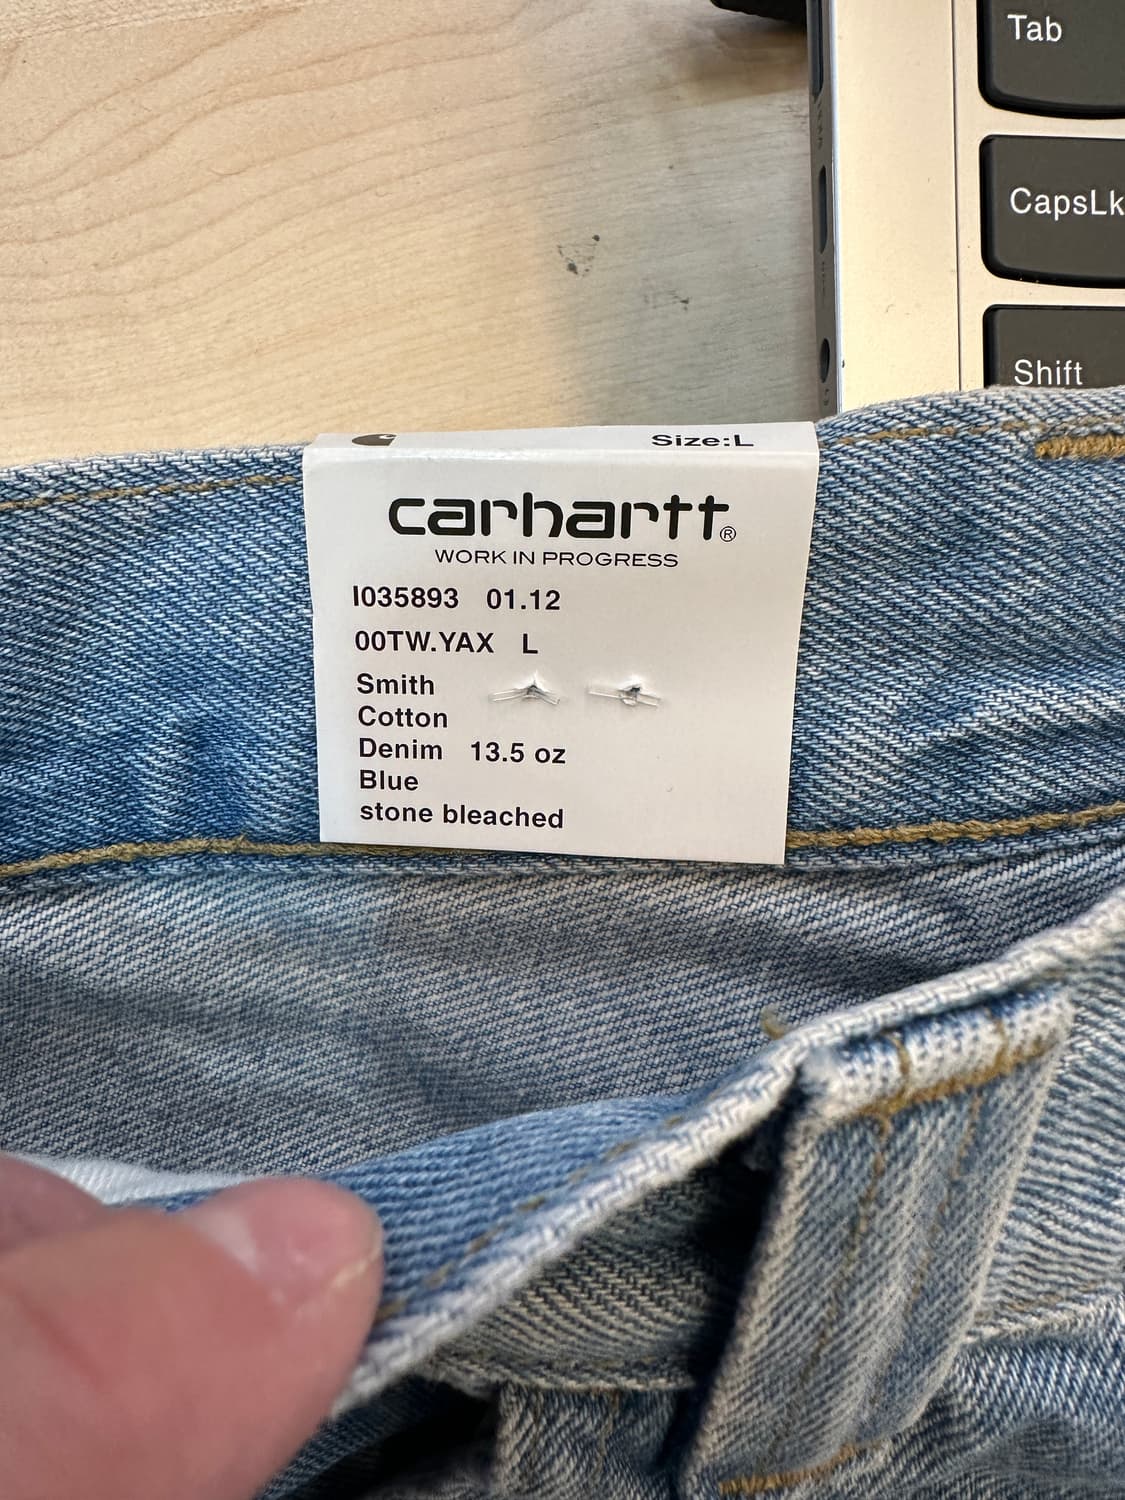 Tab
CapsLk
Shift
Size:L
carhartt®
WORK IN PROGRESS
I035893 01.12
00TW.YAX L
Smith
Cotton
Denim 13.5 oz
Blue
stone bleached